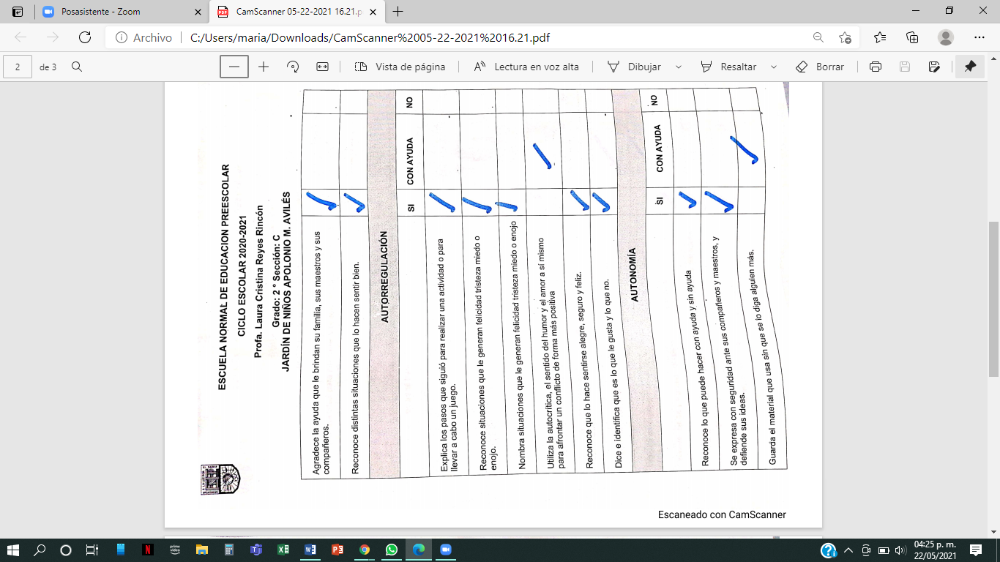 Posasistente - Zoom
CamScanner 05-22-2021 16.21.p
Archivo
C:/Users/maria/Downloads/CamScanner%2005-22-2021%2016.21.pdf
2
de 3
Vista de página
Lectura en voz alta
Dibujar
Resaltar
Borrar
ESCUELA NORMAL DE EDUCACION PREESCOLAR
CICLO ESCOLAR 2020-2021
Profa. Laura Cristina Reyes Rincón
Grado: 2 ° Sección: C
JARDÍN DE NIÑOS APOLONIO M. AVILÉS
Agradece la ayuda que le brindan su familia, sus maestros y sus
compañeros.
Reconoce distintas situaciones que lo hacen sentir bien.
AUTORREGULACIÓN
SI CON AYUDA NO
Explica los pasos que siguió para realizar una actividad o para
llevar a cabo un juego.
Reconoce situaciones que le generan felicidad tristeza miedo o
enojo.
Nombra situaciones que le generan felicidad tristeza miedo o enojo
Utiliza la autocrítica, el sentido del humor y el amor a sí mismo
para afrontar un conflicto de forma más positiva
Reconoce que lo hace sentirse alegre, seguro y feliz.
Dice e identifica que es lo que le gusta y lo que no.
AUTONOMÍA
SI CON AYUDA NO
Reconoce lo que puede hacer con ayuda y sin ayuda
Se expresa con seguridad ante sus compañeros y maestros, y
defiende sus ideas.
Guarda el material que usa sin que se lo diga alguien más.
Escaneado con CamScanner
prime
video
04:25 p. m.
22/05/2021